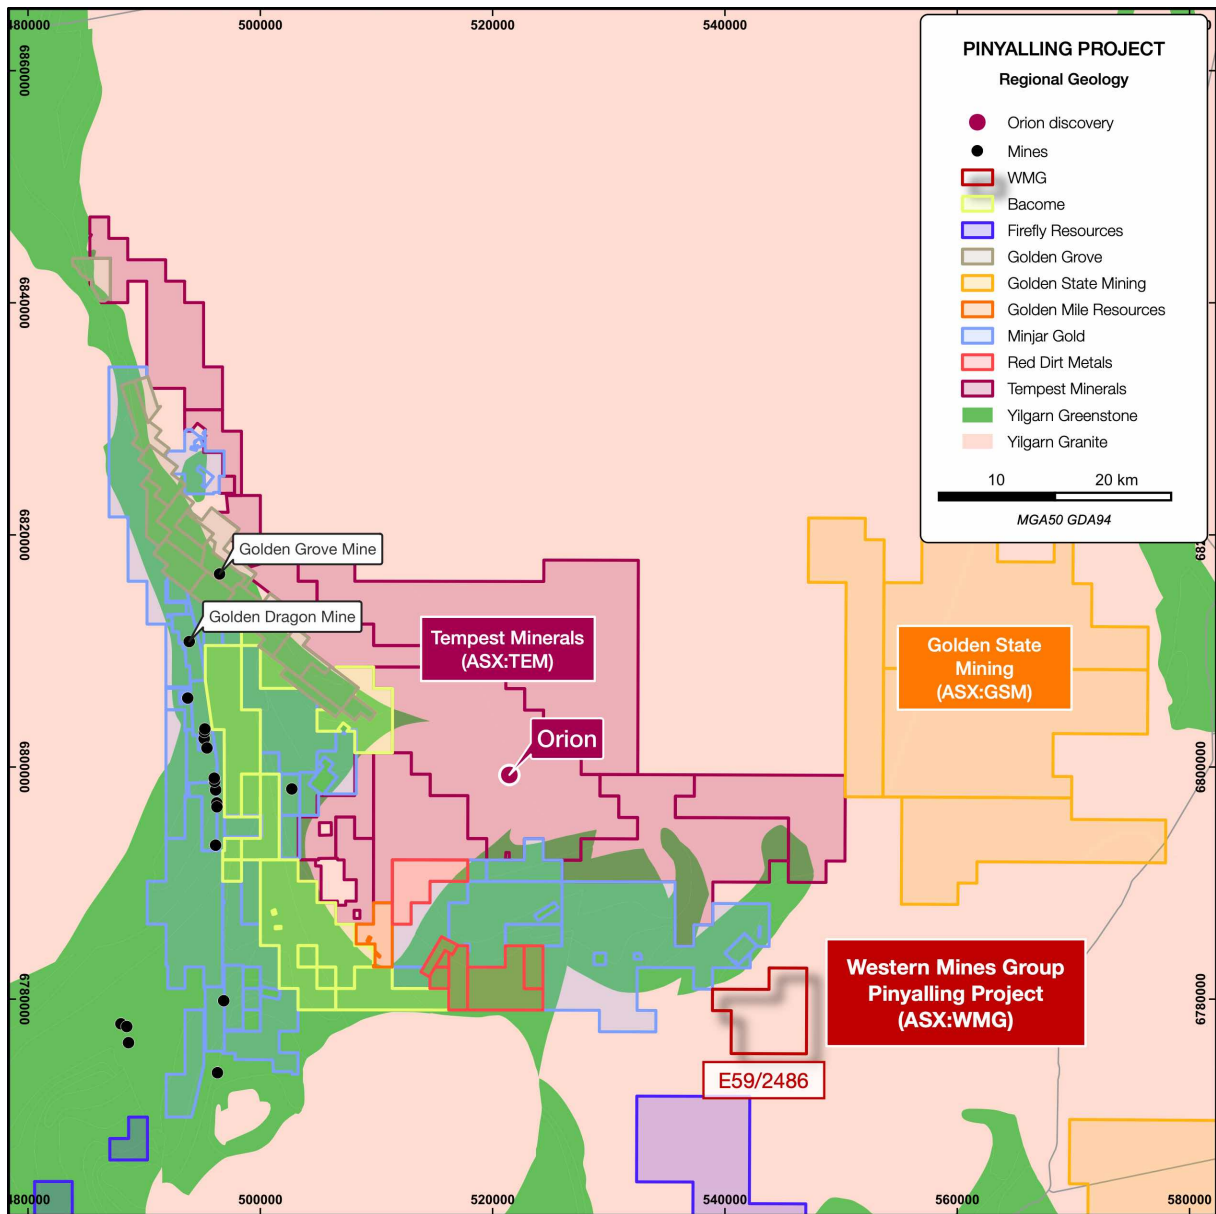 480000
500000
520000
540000
PINYALLING PROJECT
Regional Geology
Orion discovery
Mines
WMG
Bacome
Firefly Resources
Golden Grove
Golden State Mining
Golden Mile Resources
Minjar Gold
Red Dirt Metals
Tempest Minerals
Yilgarn Greenstone
Yilgarn Granite
10
20 km
MGA50 GDA94
6860000
6840000
6820000
682
Golden Grove Mine
Golden Dragon Mine
Tempest Minerals
(ASX:TEM)
Golden State
Mining
(ASX:GSM)
Orion
6800000
6800000
Western Mines Group
Pinyalling Project
(ASX:WMG)
6780000
6780000
E59/2486
480000
500000
520000
540000
560000
580000